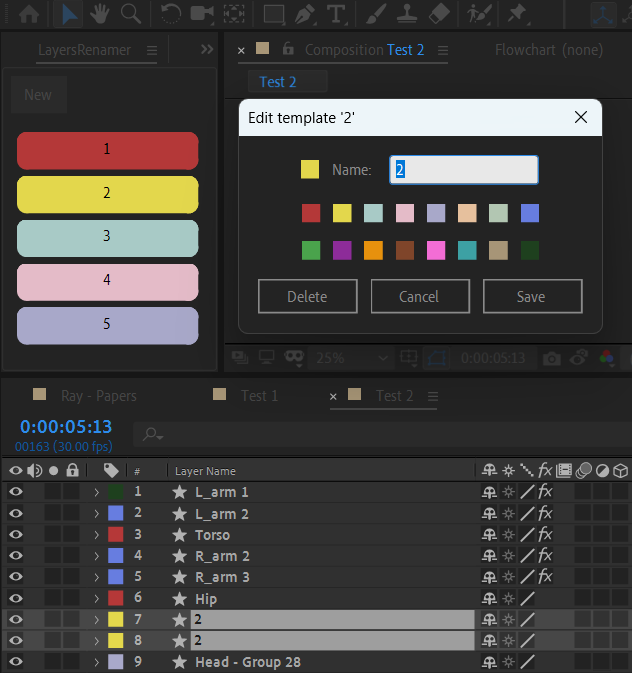 LayersRenamer
Composition Test 2
Flowchart (none)
New
Test 2
1
2
3
4
5
Edit template '2'
Name: 2
Delete
Cancel
Save
25%
0:00:05:13
Ray - Papers
Test 1
Test 2
0:00:05:13
00163 (30.00 fps)
# Layer Name
1 L_arm 1
2 L_arm 2
3 Torso
4 R_arm 2
5 R_arm 3
6 Hip
7 2
8 2
9 Head - Group 28